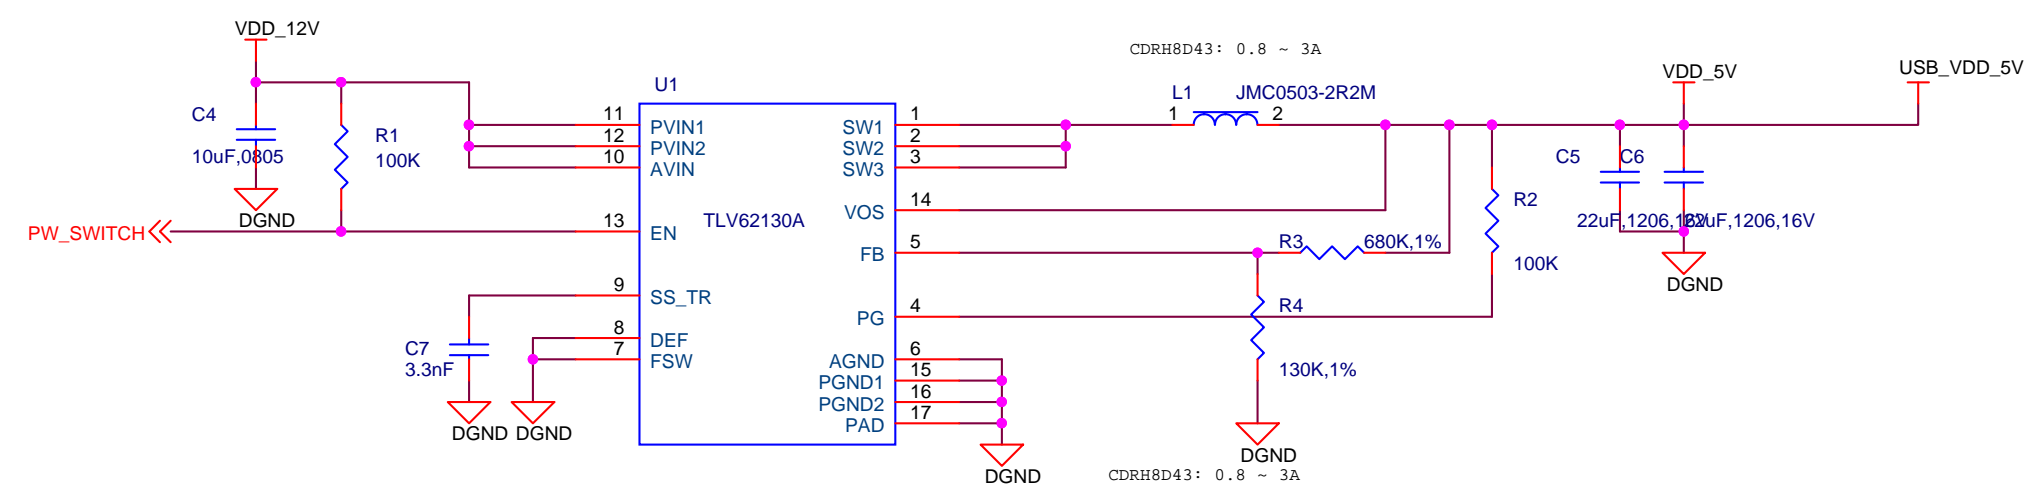 VDD_12V
CDRH8D43: 0.8 ~ 3A
VDD_5V
USB_VDD_5V
U1
L1
JMC0503-2R2M
C4
10uF,0805
R1
100K
DGND
PW_SWITCH
11
PVIN1
12
PVIN2
10
AVIN
13
EN
9
SS_TR
8
DEF
7
FSW
TLV62130A
1
SW1
2
SW2
3
SW3
14
VOS
5
FB
4
PG
6
AGND
15
PGND1
16
PGND2
17
PAD
1
2
R3
680K,1%
R2
100K
R4
130K,1%
C5
C6
22uF,1206,16V
22uF,1206,16V
DGND
C7
3.3nF
DGND
DGND
DGND
DGND
CDRH8D43: 0.8 ~ 3A